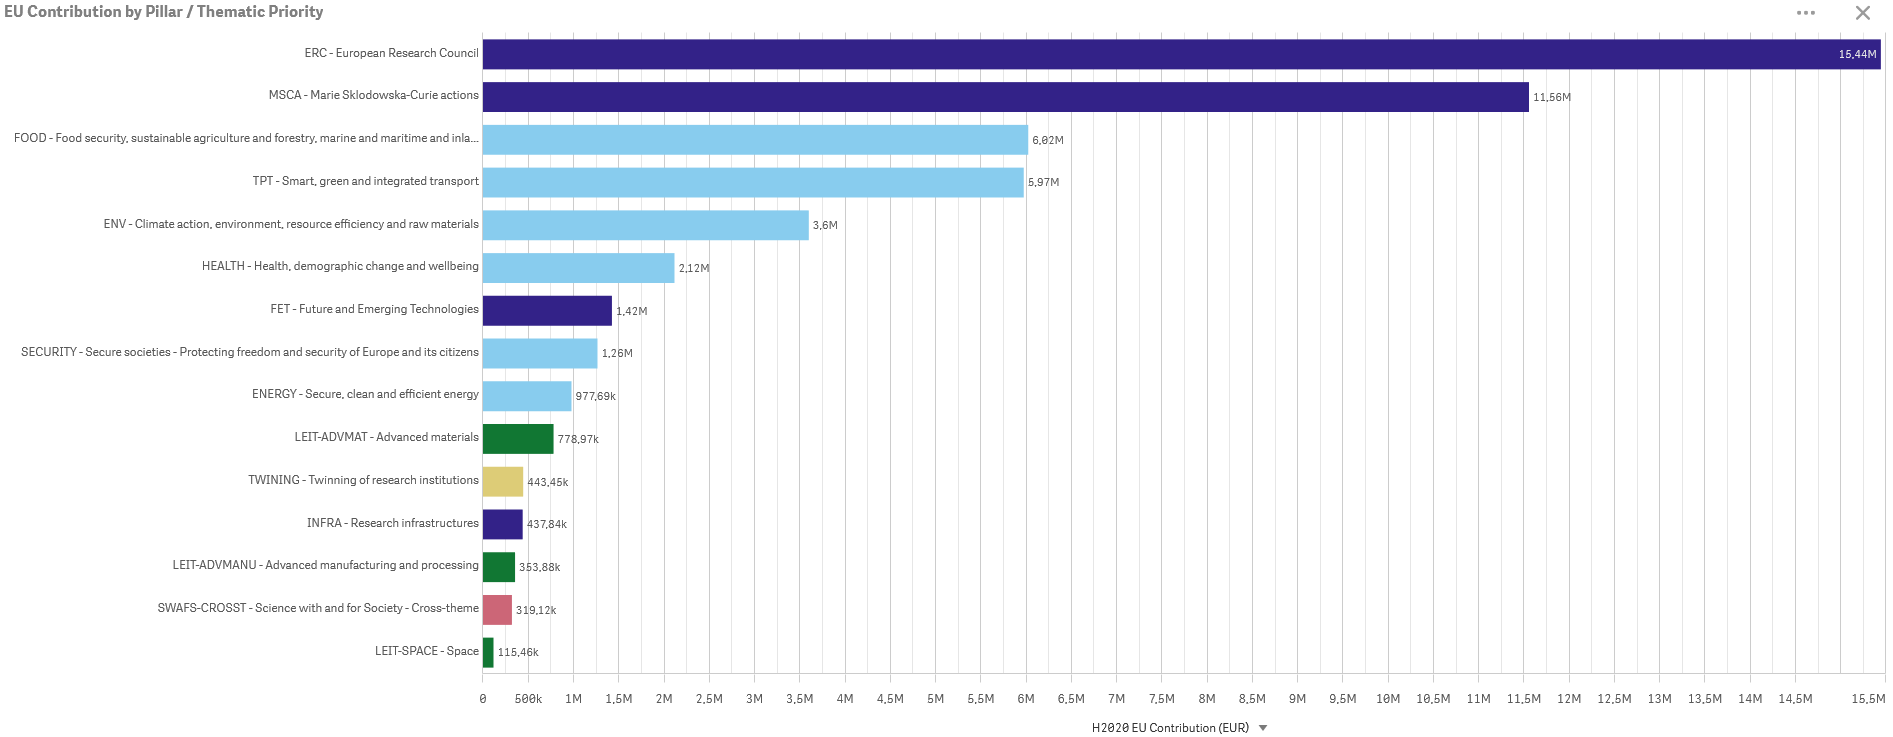 EU Contribution by Pillar / Thematic Priority
ERC - European Research Council
15,44M
MSCA - Marie Sklodowska-Curie actions
11,56M
FOOD - Food security, sustainable agriculture and forestry, marine and maritime and inla...
6,02M
TPT - Smart, green and integrated transport
5,97M
ENV - Climate action, environment, resource efficiency and raw materials
3,6M
HEALTH - Health, demographic change and wellbeing
2,12M
FET - Future and Emerging Technologies
1,42M
SECURITY - Secure societies - Protecting freedom and security of Europe and its citizens
1,26M
ENERGY - Secure, clean and efficient energy
977,69k
LEIT-ADVMAT - Advanced materials
778,97k
TWINING - Twinning of research institutions
443,45k
INFRA - Research infrastructures
437,84k
LEIT-ADVMANU - Advanced manufacturing and processing
353,88k
SWAFS-CROSST - Science with and for Society - Cross-theme
319,12k
LEIT-SPACE - Space
115,46k
0 500k 1M 1,5M 2M 2,5M 3M 3,5M 4M 4,5M 5M 5,5M 6M 6,5M 7M 7,5M 8M 8,5M 9M 9,5M 10M 10,5M 11M 11,5M 12M 12,5M 13M 13,5M 14M 14,5M 15,5M
H2020 EU Contribution (EUR)